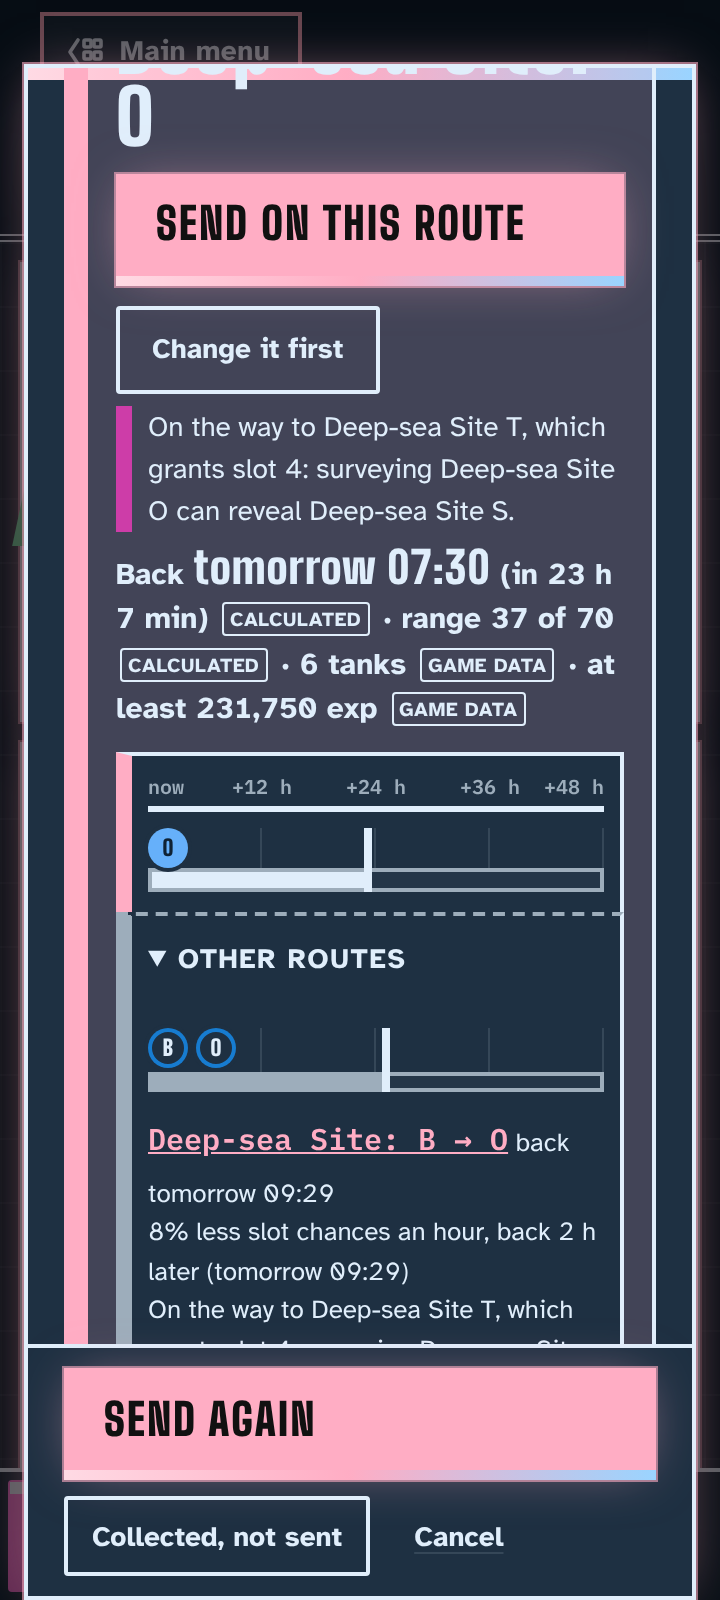 Main menu
Deep-sea Site:
O
SEND ON THIS ROUTE
Change it first
On the way to Deep-sea Site T, which
grants slot 4: surveying Deep-sea Site
O can reveal Deep-sea Site S.
Back tomorrow 07:30 (in 23 h
7 min) CALCULATED · range 37 of 70
CALCULATED · 6 tanks GAME DATA · at
least 231,750 exp GAME DATA
now +12 h +24 h +36 h +48 h
O
▼ OTHER ROUTES
B O
Deep-sea Site: B → O back
tomorrow 09:29
8% less slot chances an hour, back 2 h
later (tomorrow 09:29)
On the way to Deep-sea Site T, which
SEND AGAIN
Collected, not sent Cancel